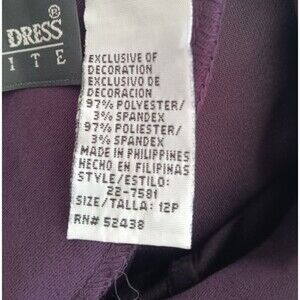 DRESS®
ITE
EXCLUSIVE OF
DECORATION
EXCLUSIVO DE
DECORACION
97% POLYESTER/
3% SPANDEX
97% POLIESTER/
3% SPANDEX
MADE IN PHILIPPINES
HECHO EN FILIPINAS
STYLE/ESTILO:
22-7581
SIZE/TALLA: 12P
RN# 52438